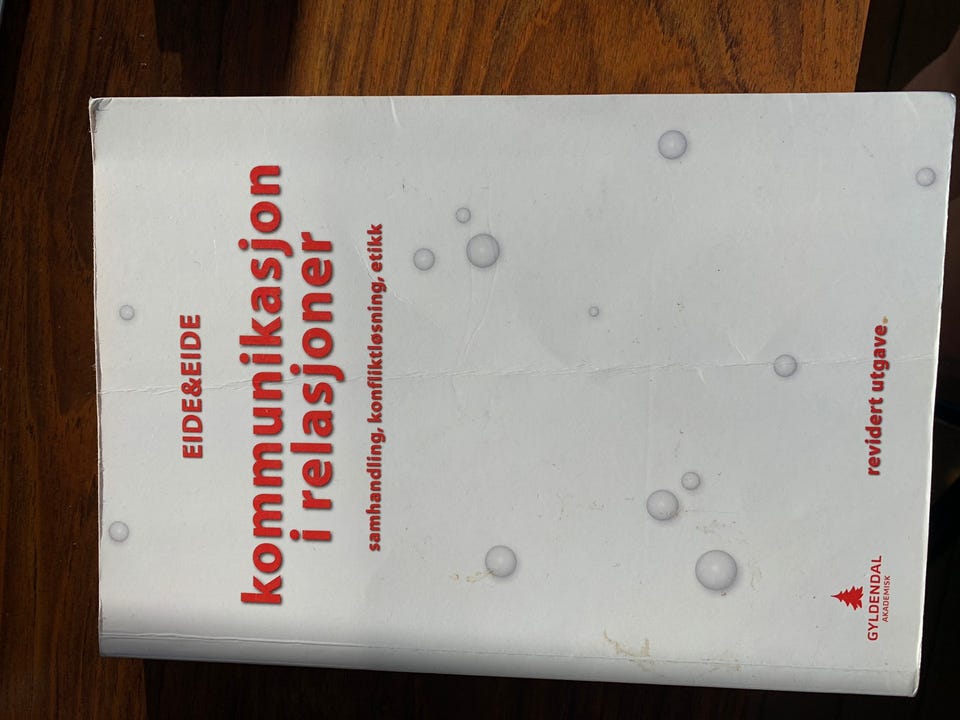 EIDE&EIDE
kommunikasjon
i relasjoner
samhandling, konfliktløsning, etikk
revidert utgave.
GYLDENDAL
AKADEMISK